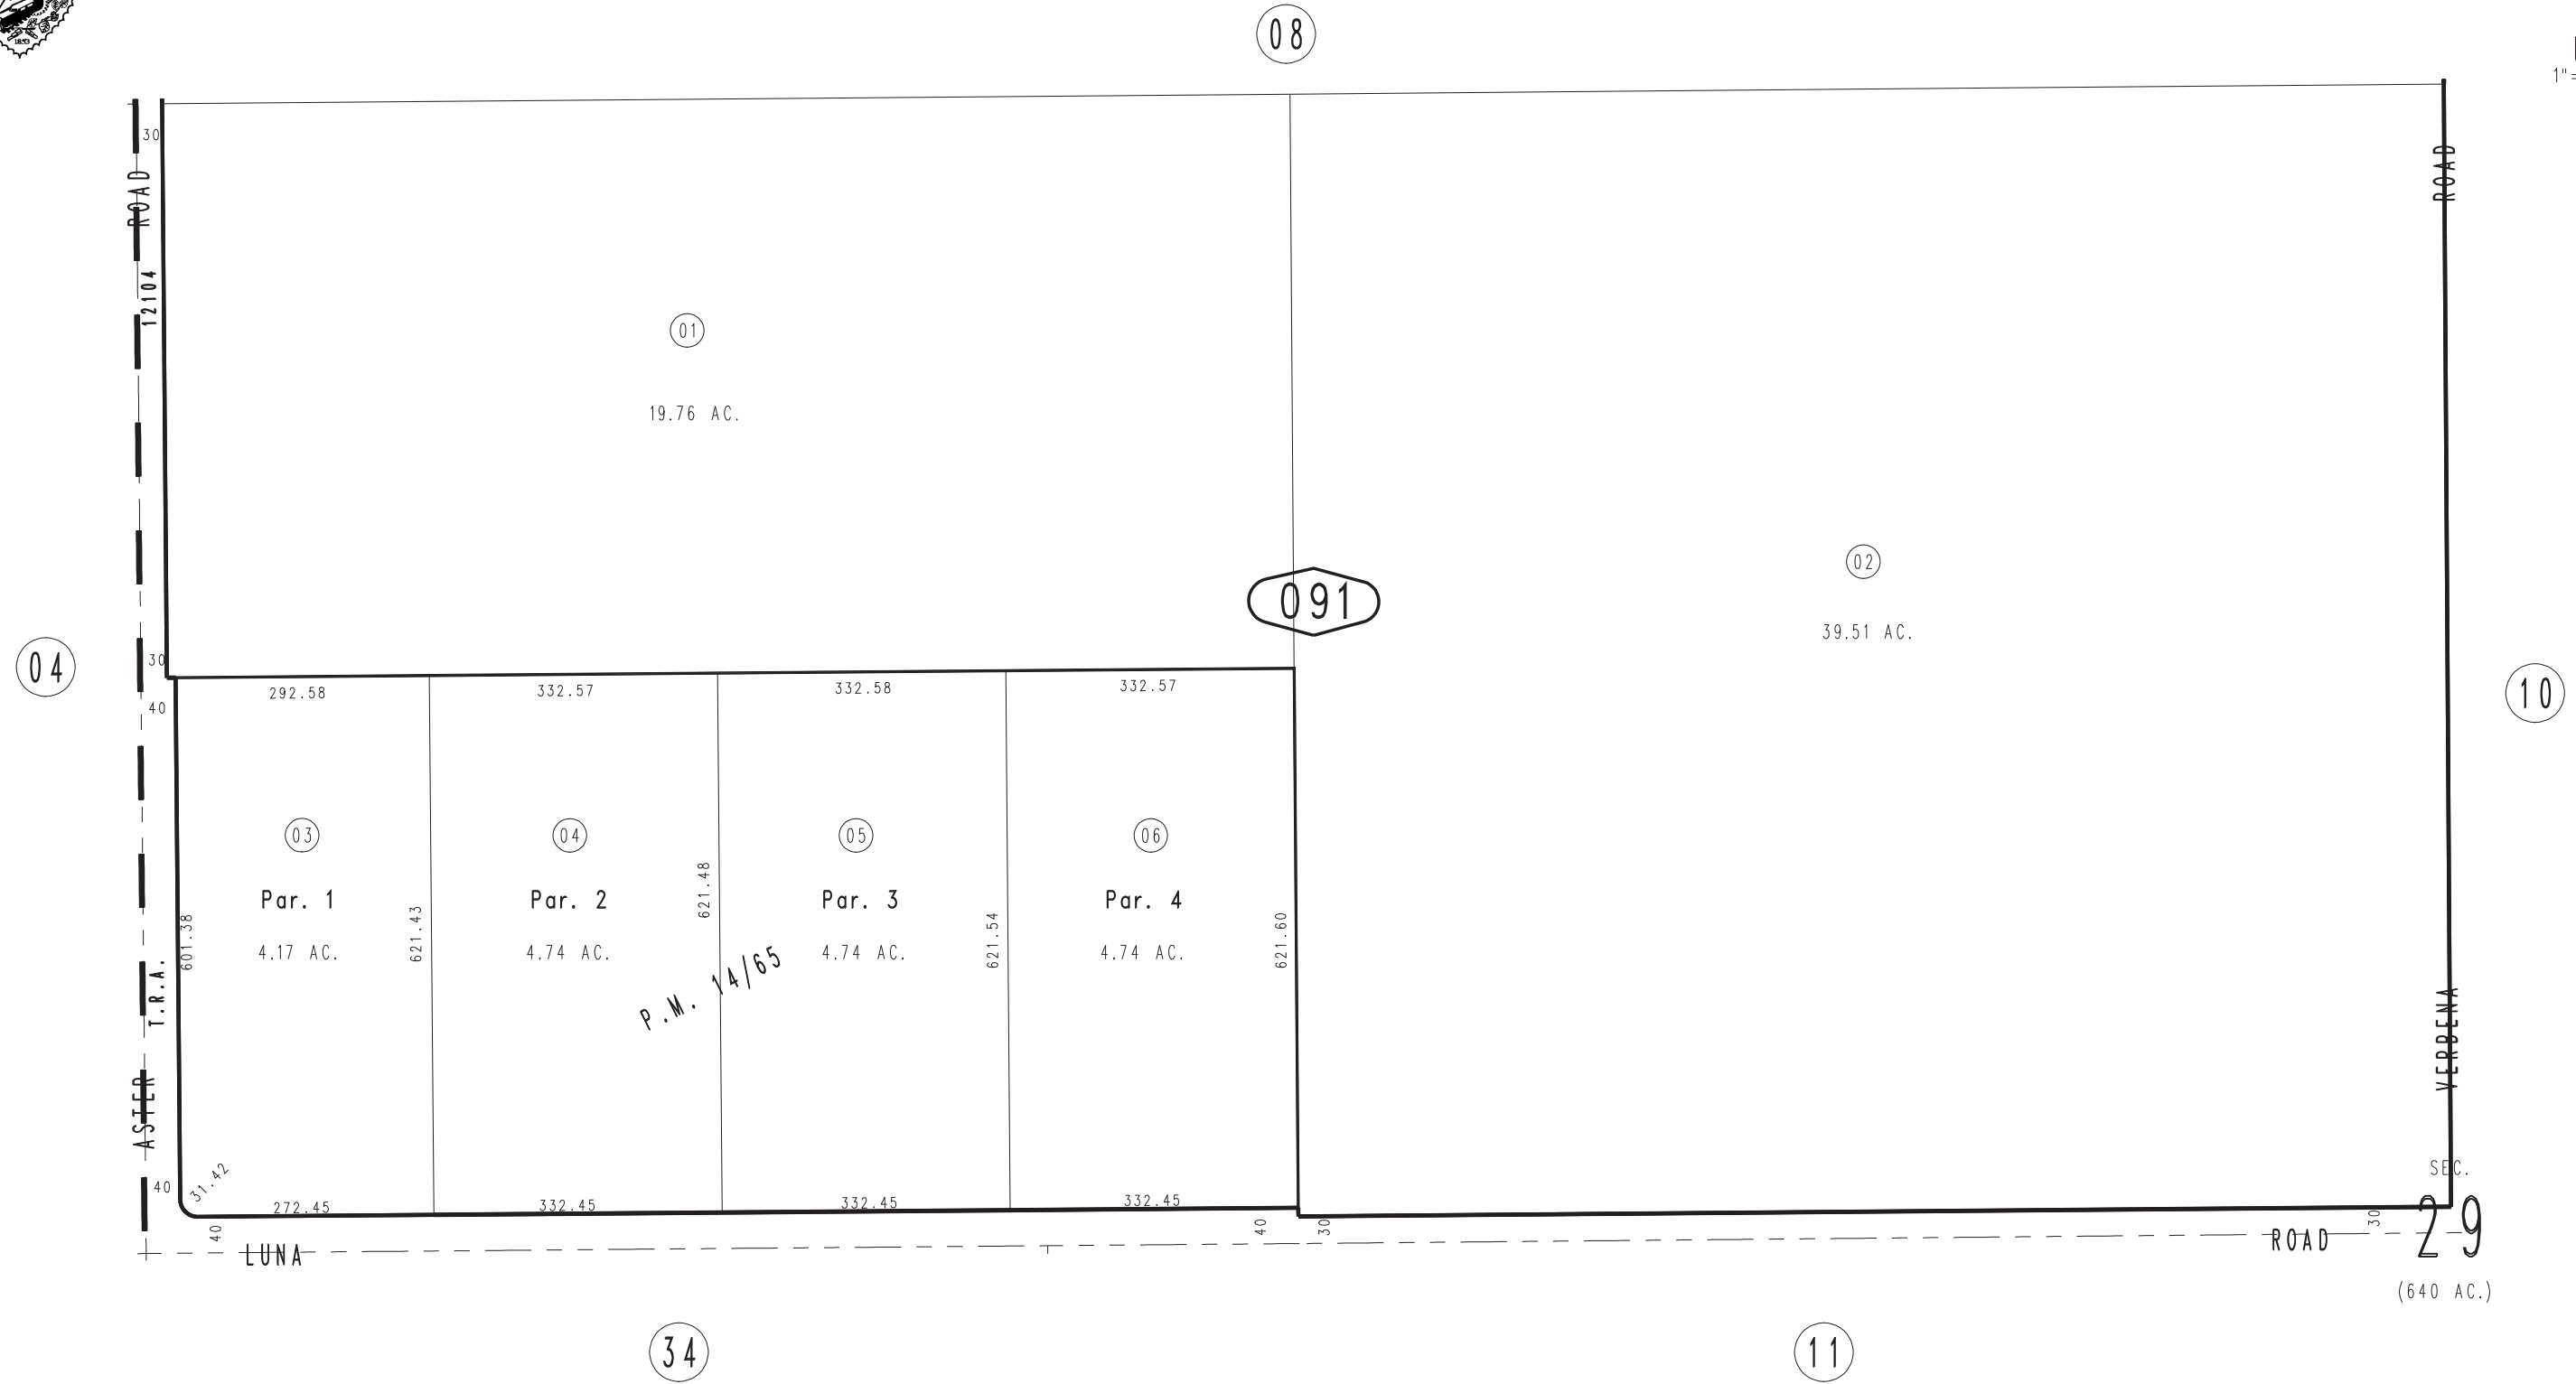 1853
08
1"=
30
ROAD
ROAD
12104
01
19.76 AC.
02
091
39.51 AC.
04
30
10
292.58
332.57
332.58
332.57
40
03
04
05
06
Par. 1
Par. 2
Par. 3
Par. 4
601.38
621.43
621.48
621.54
621.60
4.17 AC.
4.74 AC.
4.74 AC.
4.74 AC.
P.M. 14/65
T.R.A.
ASTER
VERBENA
40
31.42
SEC.
272.45
332.45
332.45
332.45
40
40
30
30
29
LUNA
ROAD
(640 AC.)
34
11